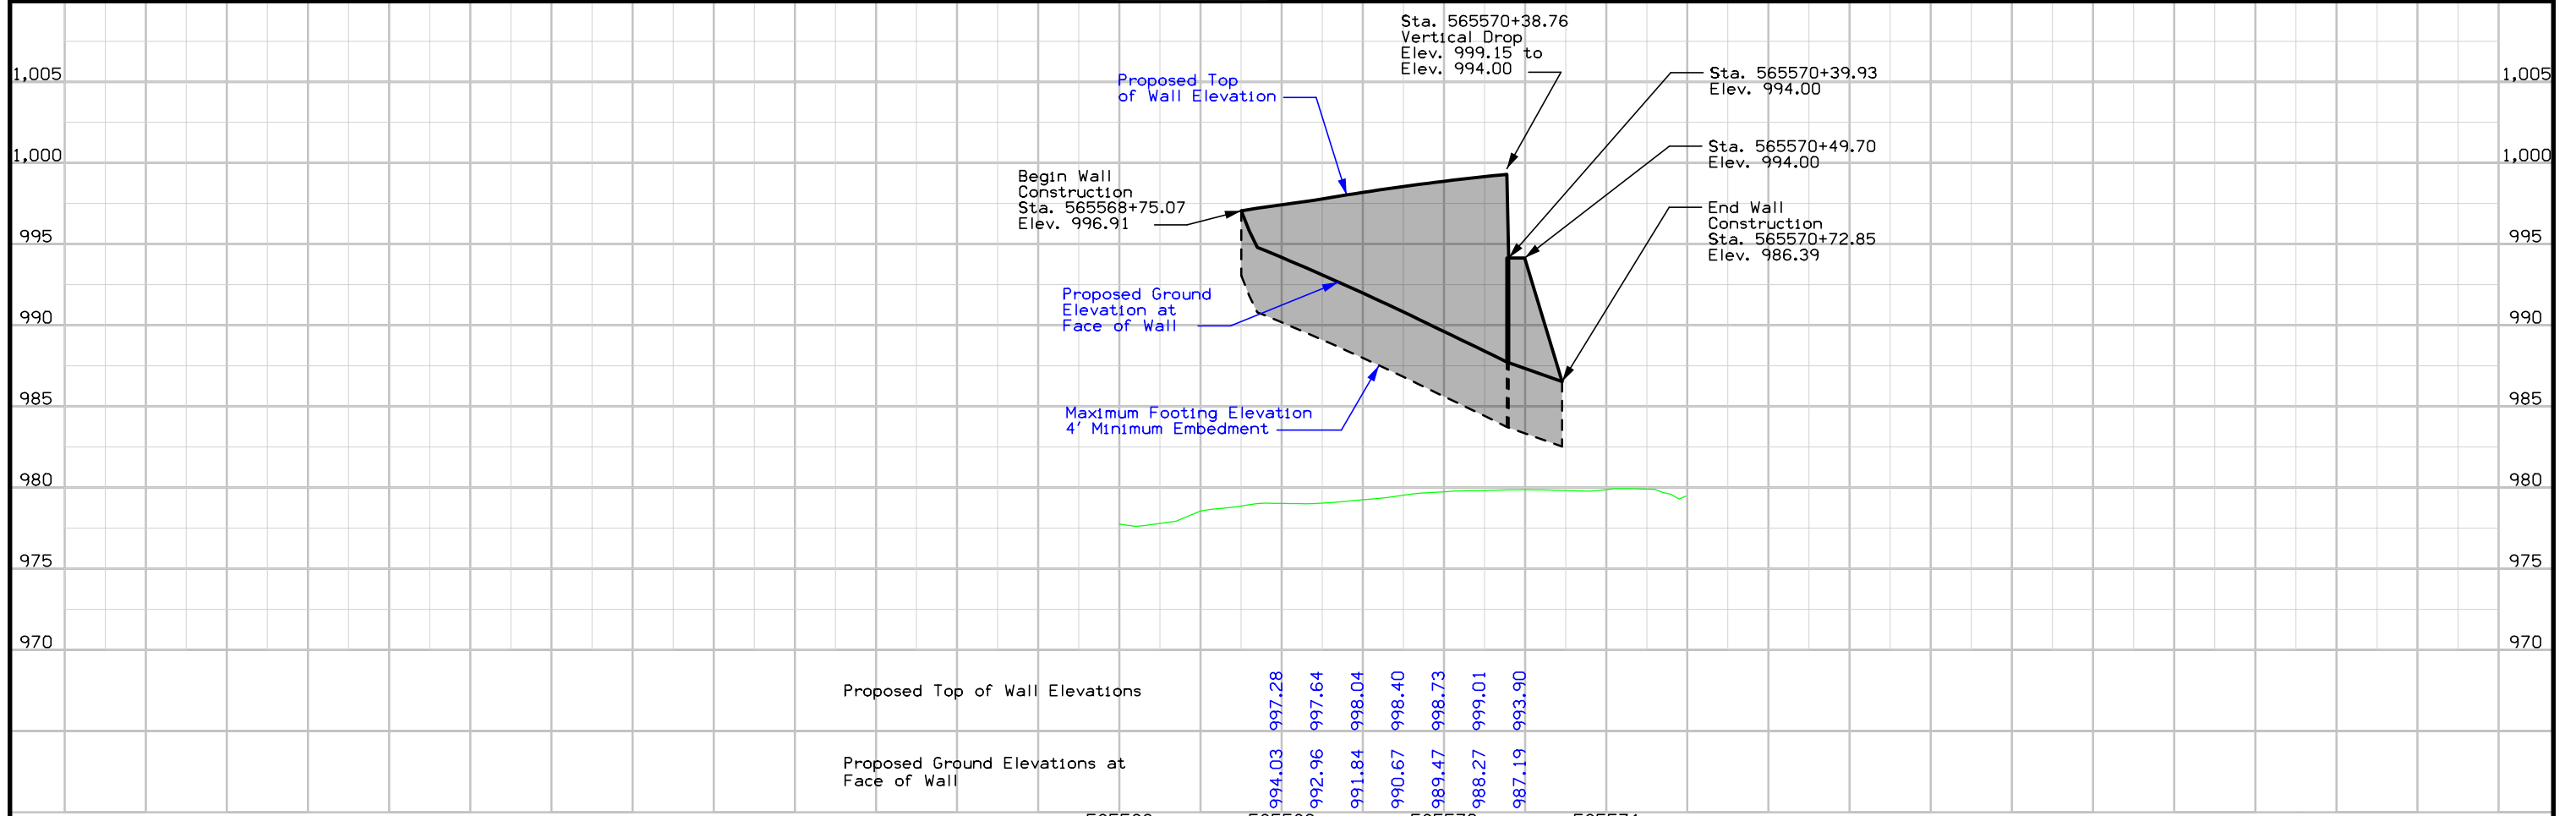 Sta. 565570+38.76
Vertical Drop
Elev. 999.15 to
Elev. 994.00
1,005
Proposed Top
of Wall Elevation
Sta. 565570+39.93
Elev. 994.00
1,005
1,000
Sta. 565570+49.70
Elev. 994.00
1,000
Begin Wall
Construction
Sta. 565568+75.07
Elev. 996.91
End Wall
Construction
Sta. 565570+72.85
Elev. 986.39
995
995
Proposed Ground
Elevation at
Face of Wall
990
990
985
985
Maximum Footing Elevation
4' Minimum Embedment
980
980
975
975
970
970
Proposed Top of Wall Elevations
997.28
997.64
998.04
998.40
998.73
999.01
993.90
Proposed Ground Elevations at
Face of Wall
994.03
992.96
991.84
990.67
989.47
988.27
987.19